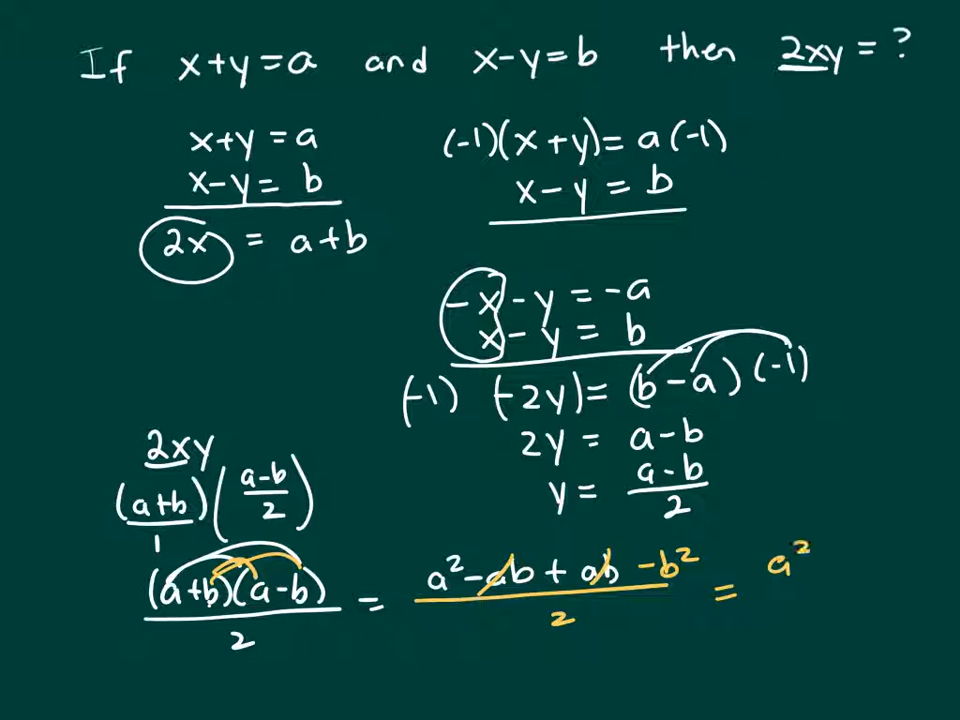 If x+y=a and x-y=b then 2xy = ?
x+y = a
x-y = b
2x = a+b
(-1)(x+y)= a(-1)
x-y = b
-x-y = -a
x-y = b
(-1) (-2y)= (b-a)(-1)
2y = a-b
y = a-b
2
2xy
(a+b) (a-b
1 2)
(a+b)(a-b) = a²-ab+ab-b² = a²
2 2